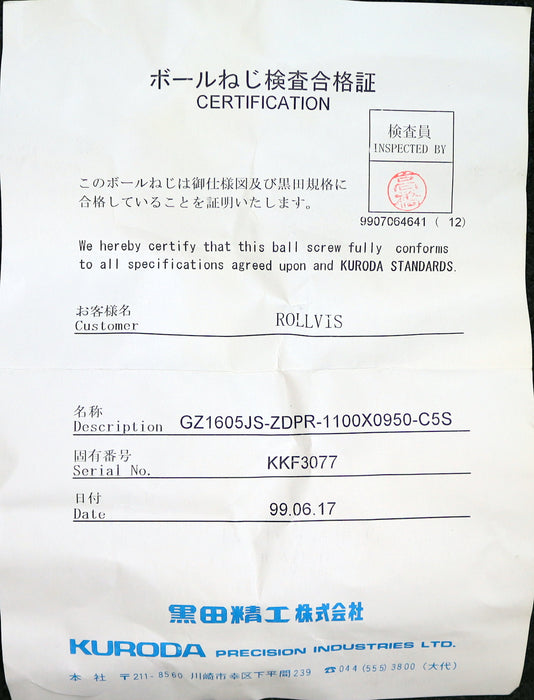 ボールねじ検査合格証
CERTIFICATION
検査員
INSPECTED BY
9907064641 ( 12)
このボールねじは御仕様図及び黒田規格に
合格していることを証明いたします。
We hereby certify that this ball screw fully conforms
to all specifications agreed upon and KURODA STANDARDS.
お客様名
Customer ROLLVIS
名称
Description GZ1605JS-ZDPR-1100X0950-C5S
固有番号
Serial No. KKF3077
日付
Date 99.06.17
黒田精工株式会社
KURODA PRECISION INDUSTRIES LTD.
本 社 〒211-8560 川崎市幸区下平間239 ☎044(555)3800(大代)